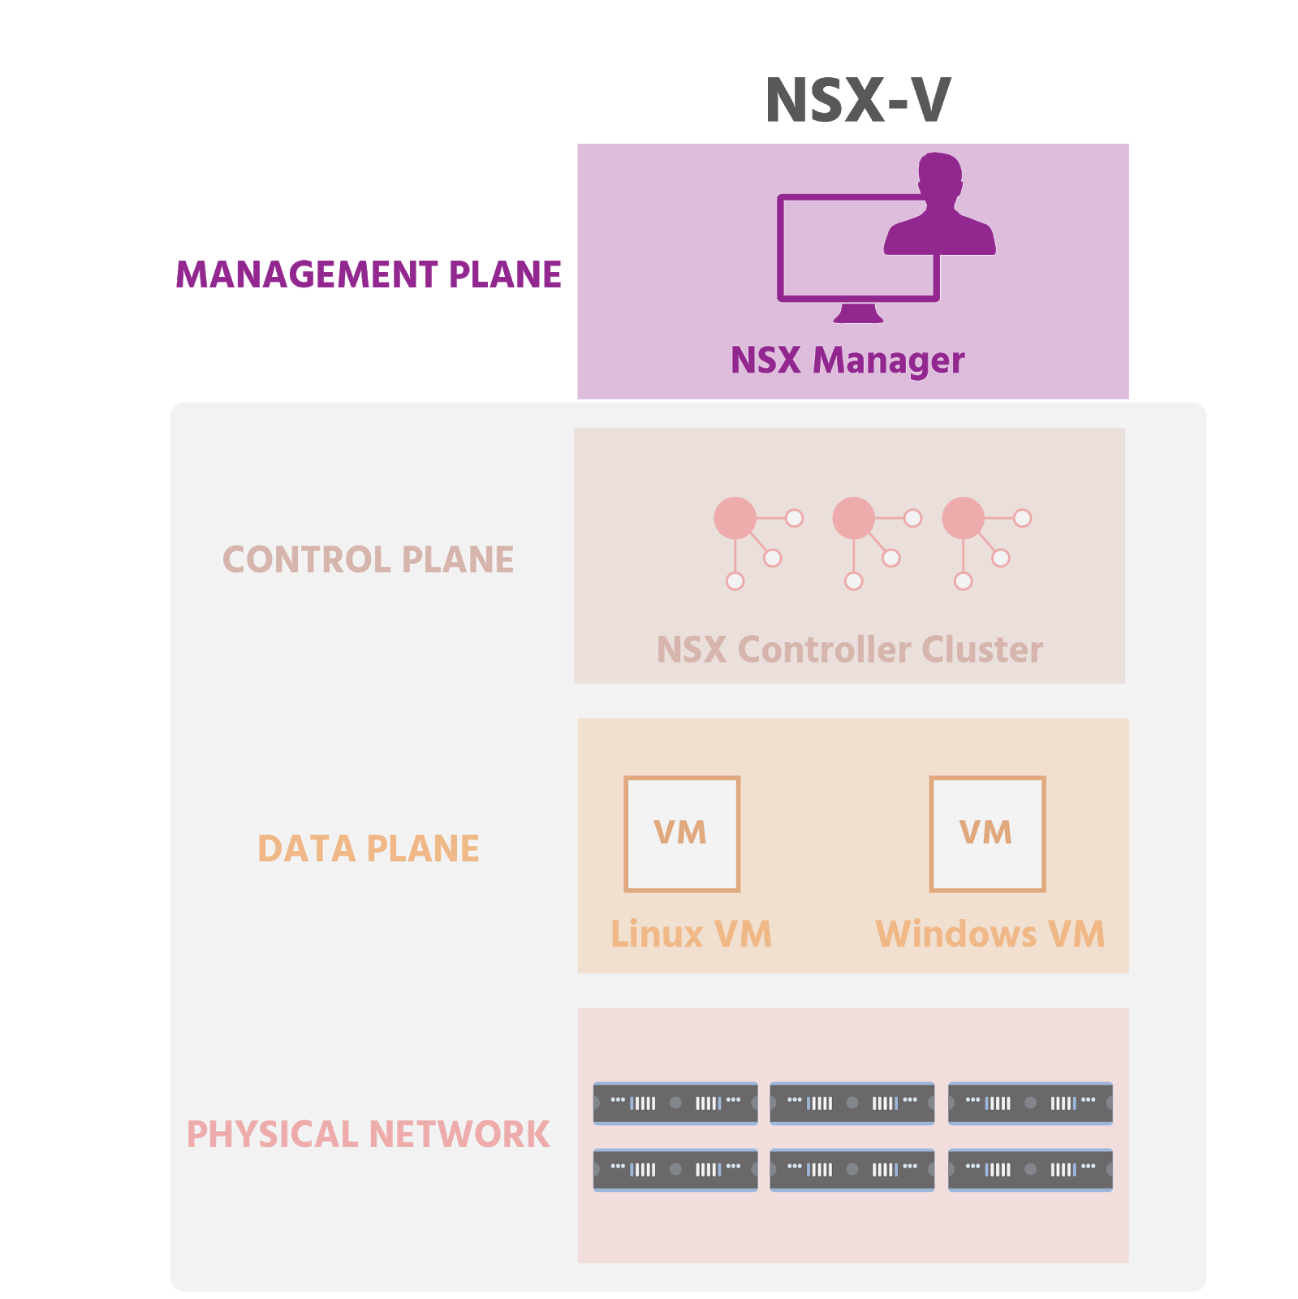 NSX-V
MANAGEMENT PLANE
NSX Manager
CONTROL PLANE
NSX Controller Cluster
DATA PLANE
VM
VM
Linux VM
Windows VM
PHYSICAL NETWORK